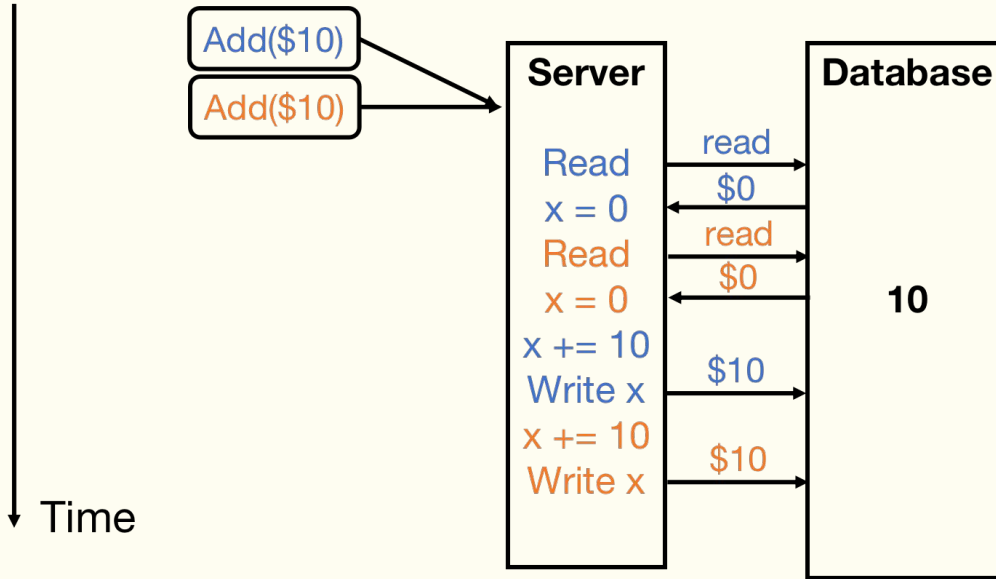 Add($10)
Add($10)
Server
Database
Read
read
x = 0
$0
Read
read
x = 0
$0
10
x += 10
Write x
$10
x += 10
Write x
$10
Time